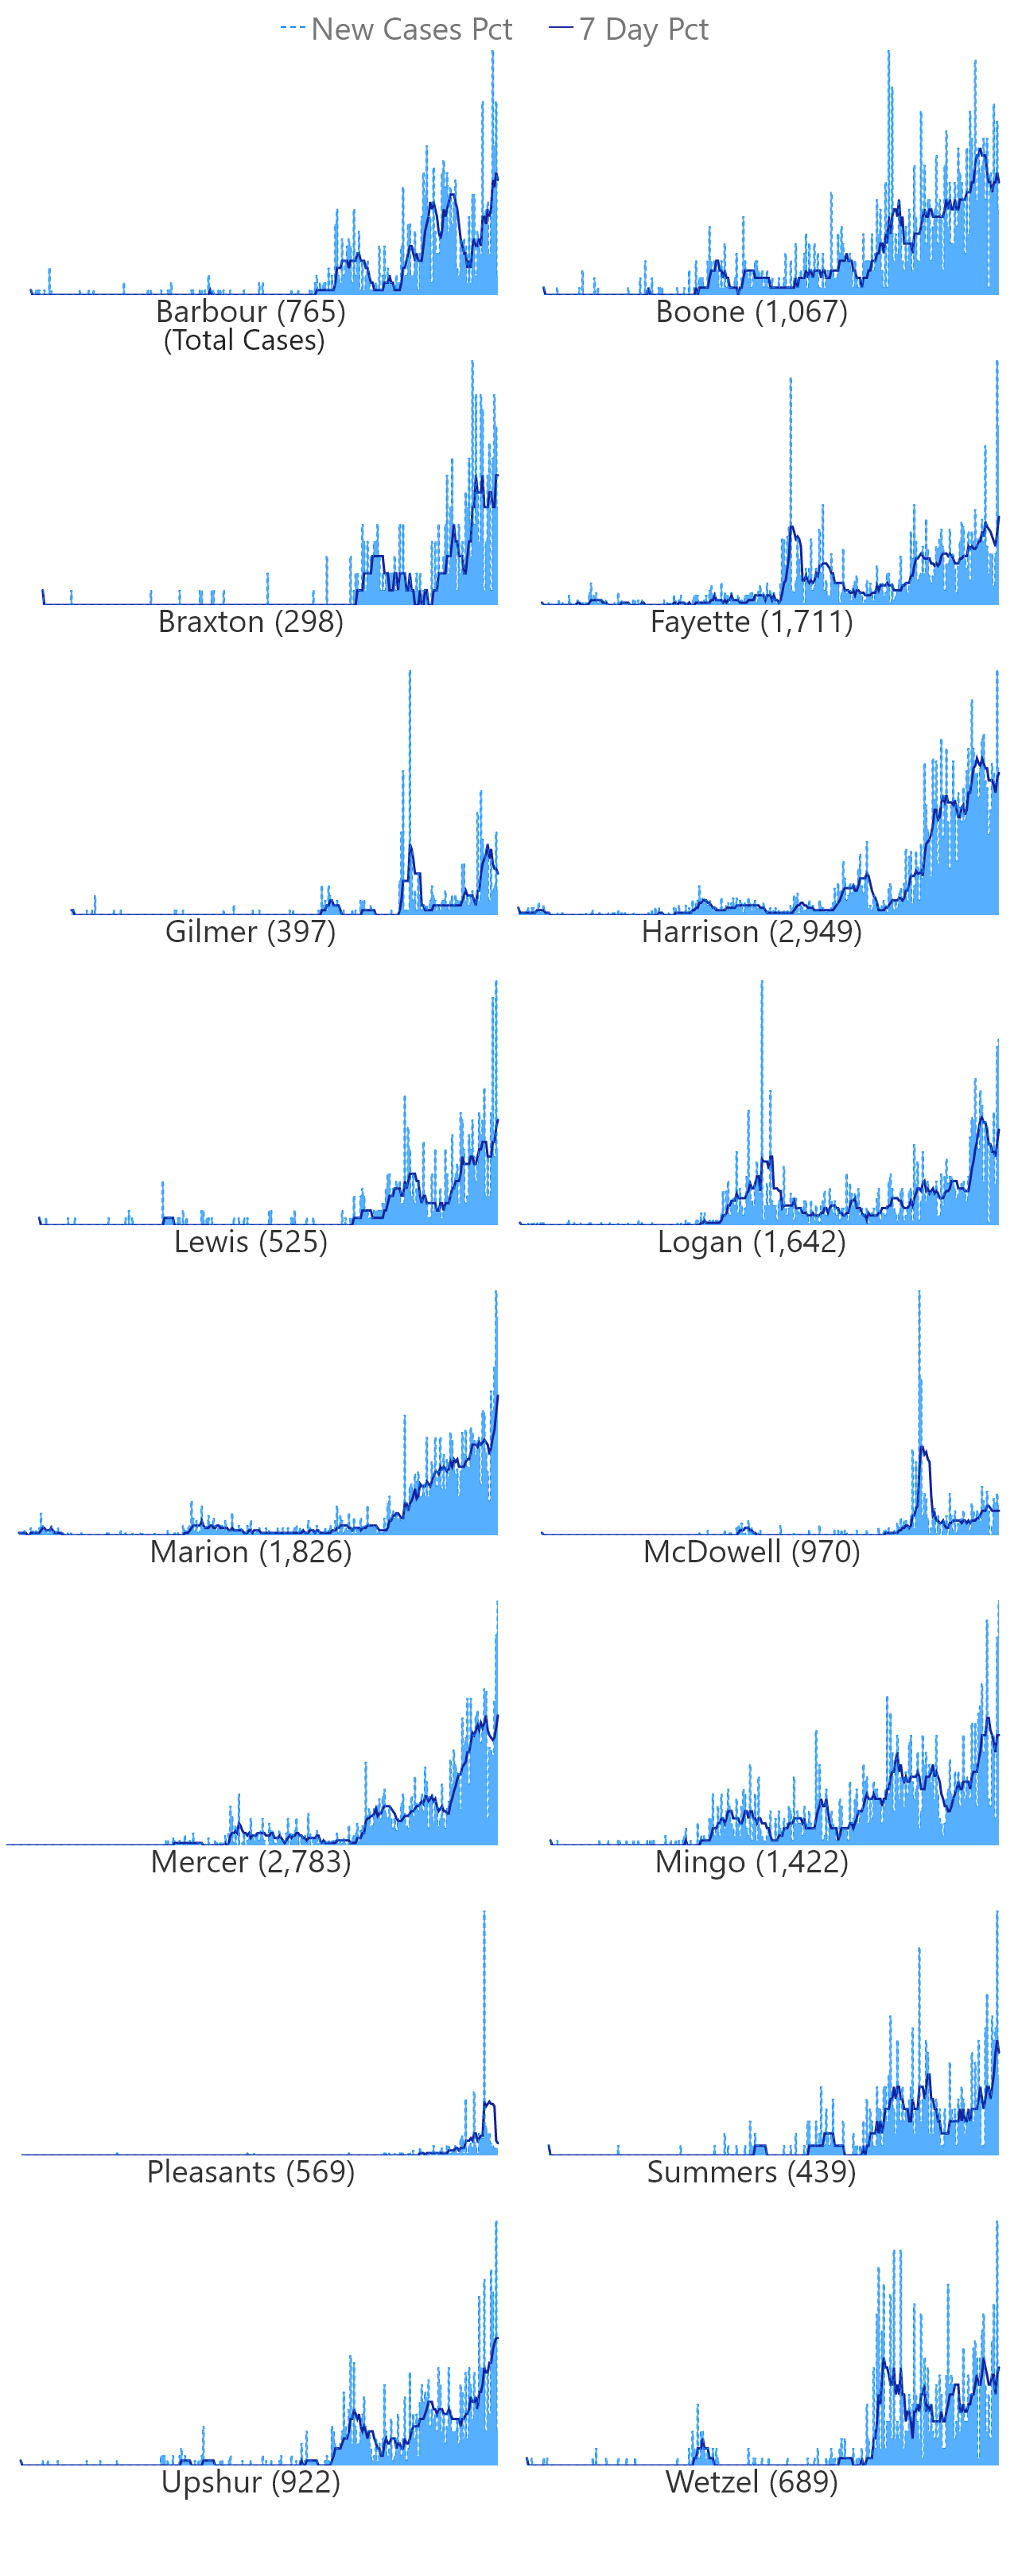 New Cases Pct 7 Day Pct
Barbour (765) Boone (1,067)
(Total Cases)
Braxton (298) Fayette (1,711)
Gilmer (397) Harrison (2,949)
Lewis (525) Logan (1,642)
Marion (1,826) McDowell (970)
Mercer (2,783) Mingo (1,422)
Pleasants (569) Summers (439)
Upshur (922) Wetzel (689)